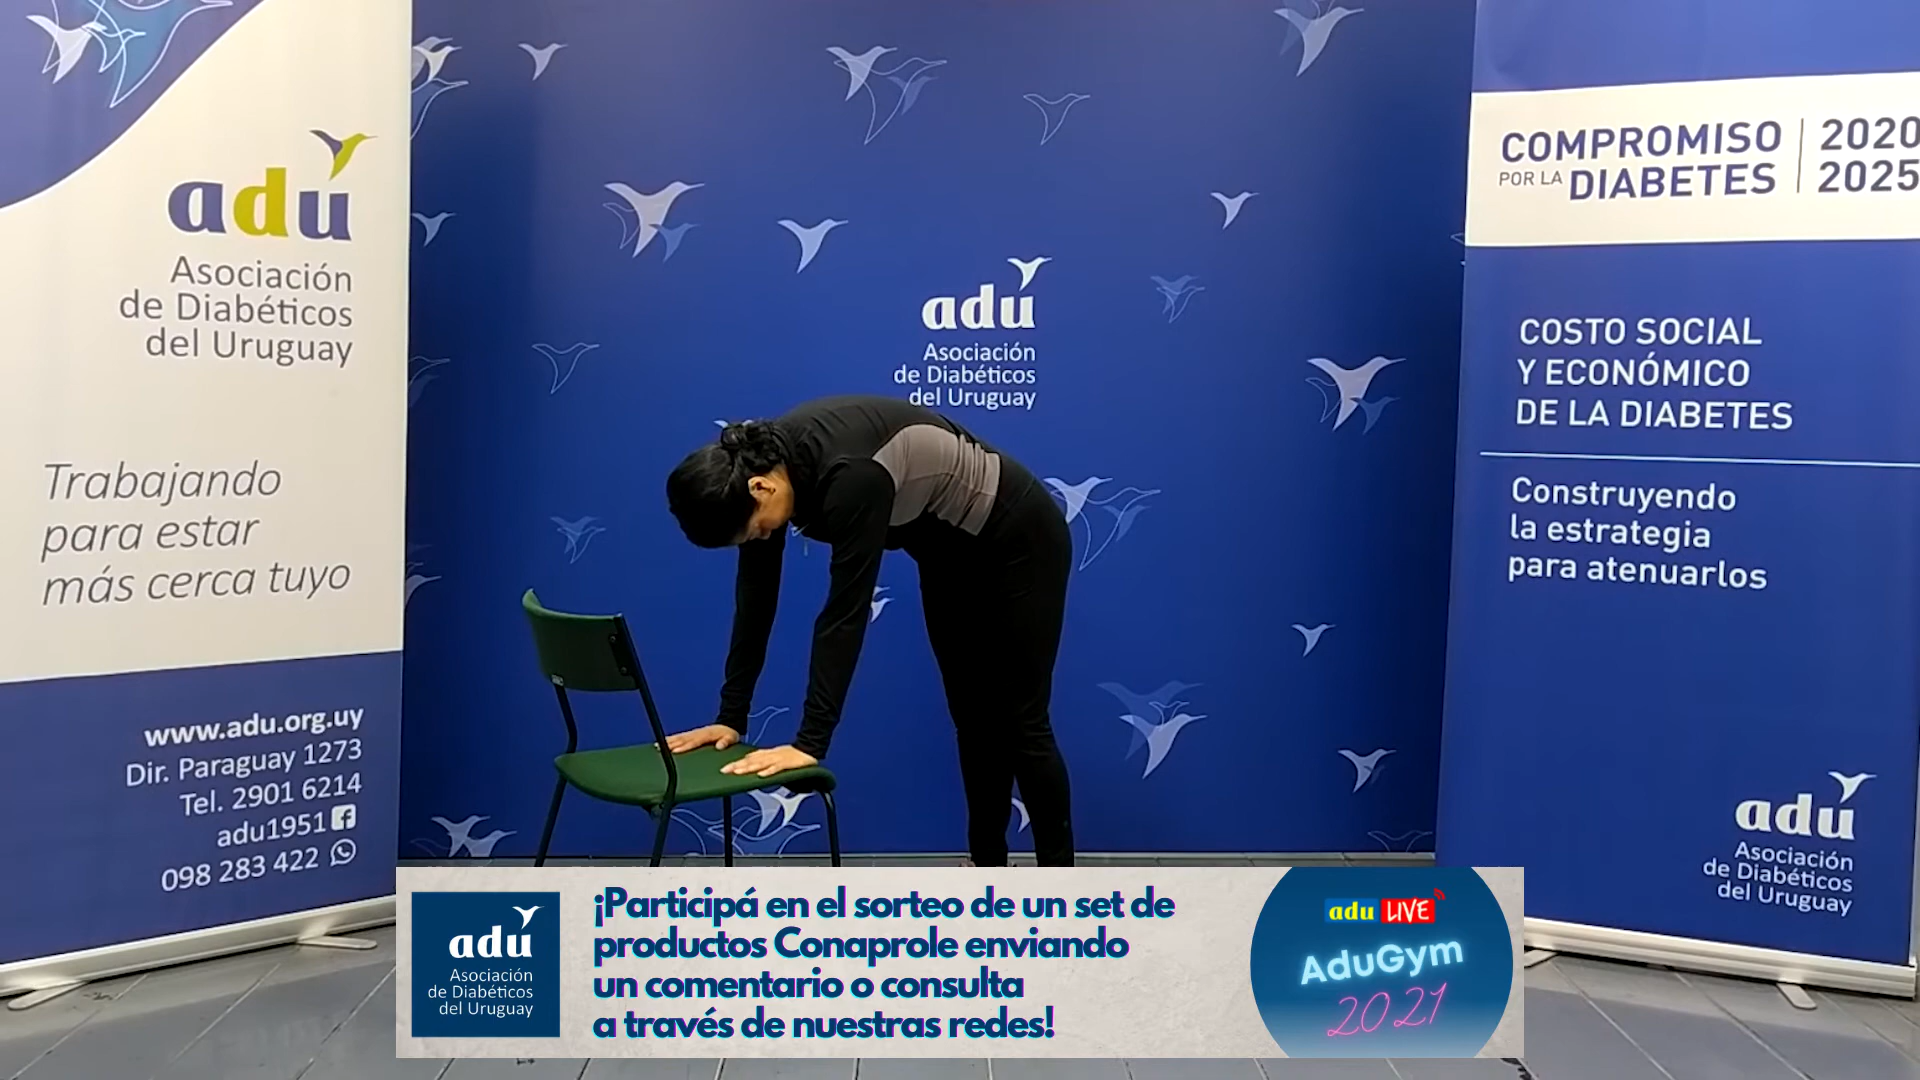 adú
Asociación
de Diabéticos
del Uruguay
Trabajando
para estar
más cerca tuyo
www.adu.org.uy
Dir. Paraguay 1273
Tel. 2901 6214
adu1951
098 283 422
adú
Asociación
de Diabéticos
del Uruguay
COMPROMISO
POR LA DIABETES
2020
2025
COSTO SOCIAL
Y ECONÓMICO
DE LA DIABETES
Construyendo
la estrategia
para atenuarlos
adú
Asociación
de Diabéticos
del Uruguay
adú
Asociación
de Diabéticos
del Uruguay
¡Participá en el sorteo de un set de
productos Conaprole enviando
un comentario o consulta
a través de nuestras redes!
adu LIVE
AduGym
2021